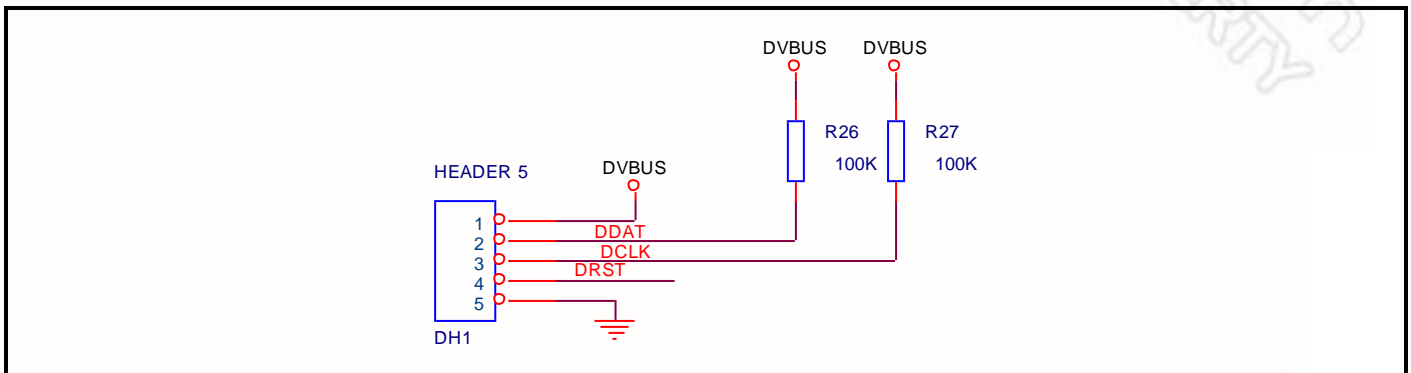 DVBUS DVBUS
R26 R27
100K 100K
HEADER 5 DVBUS
1
2 DDAT
3 DCLK
4 DRST
5
DH1